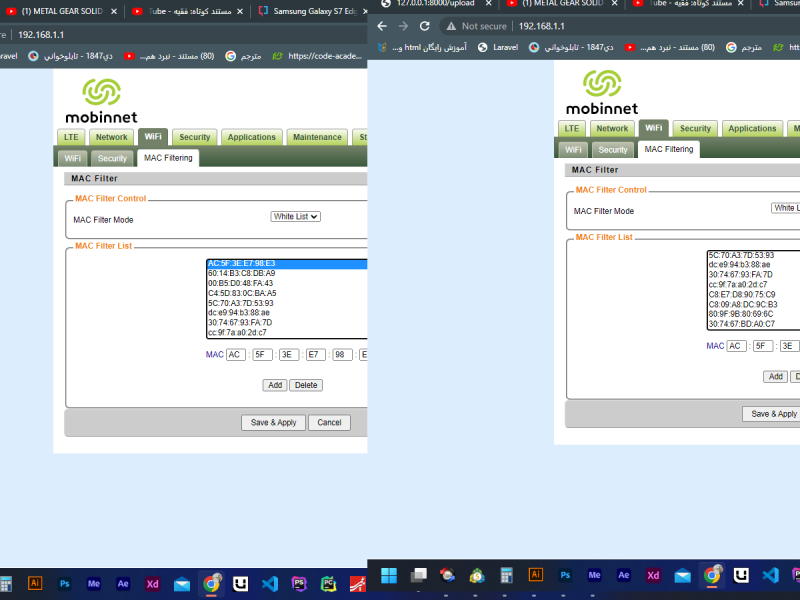 (1) METAL GEAR SOLID
Tube - مستند کوتاه: فقیه
Samsung Galaxy S7 Edg
192.168.1.1
دي1847 - تابلوخواني
(80) مستند - نبرد هم...
مترجم
https://code-acade...
mobinnet
LTE
Network
WiFi
Security
Applications
Maintenance
WiFi
Security
MAC Filtering
MAC Filter
MAC Filter Control
MAC Filter Mode
White List
MAC Filter List
AC:5F:3E:E7:98:E3
60:14:B3:C8:DB:A9
00:B5:D0:48:FA:43
C4:5D:83:0C:BA:A5
5C:70:A3:7D:53:93
dc:e9:94:b3:88:ae
30:74:67:93:FA:7D
cc:9f:7a:a0:2d:c7
MAC AC : 5F : 3E : E7 : 98 : E
Add Delete
Save & Apply Cancel
Ai Ps Me Ae Xd
127.0.0.1:8000/upload
(1) METAL GEAR SOLID
Tube - مستند کوتاه: فقیه
Not secure
192.168.1.1
آموزش رایگان html و...
Laravel
دي1847 - تابلوخواني
(80) مستند - نبرد هم...
مترجم
mobinnet
LTE
Network
WiFi
Security
Applications
WiFi
Security
MAC Filtering
MAC Filter
MAC Filter Control
MAC Filter Mode
White L
MAC Filter List
5C:70:A3:7D:53:93
dc:e9:94:b3:88:ae
30:74:67:93:FA:7D
cc:9f:7a:a0:2d:c7
C8:E7:D8:90:75:C9
C8:09:A8:DC:9C:B3
80:9F:9B:80:69:6C
30:74:67:BD:A0:C7
MAC AC : 5F : 3E
Add
Save & Apply
Ai Ps Me Ae Xd